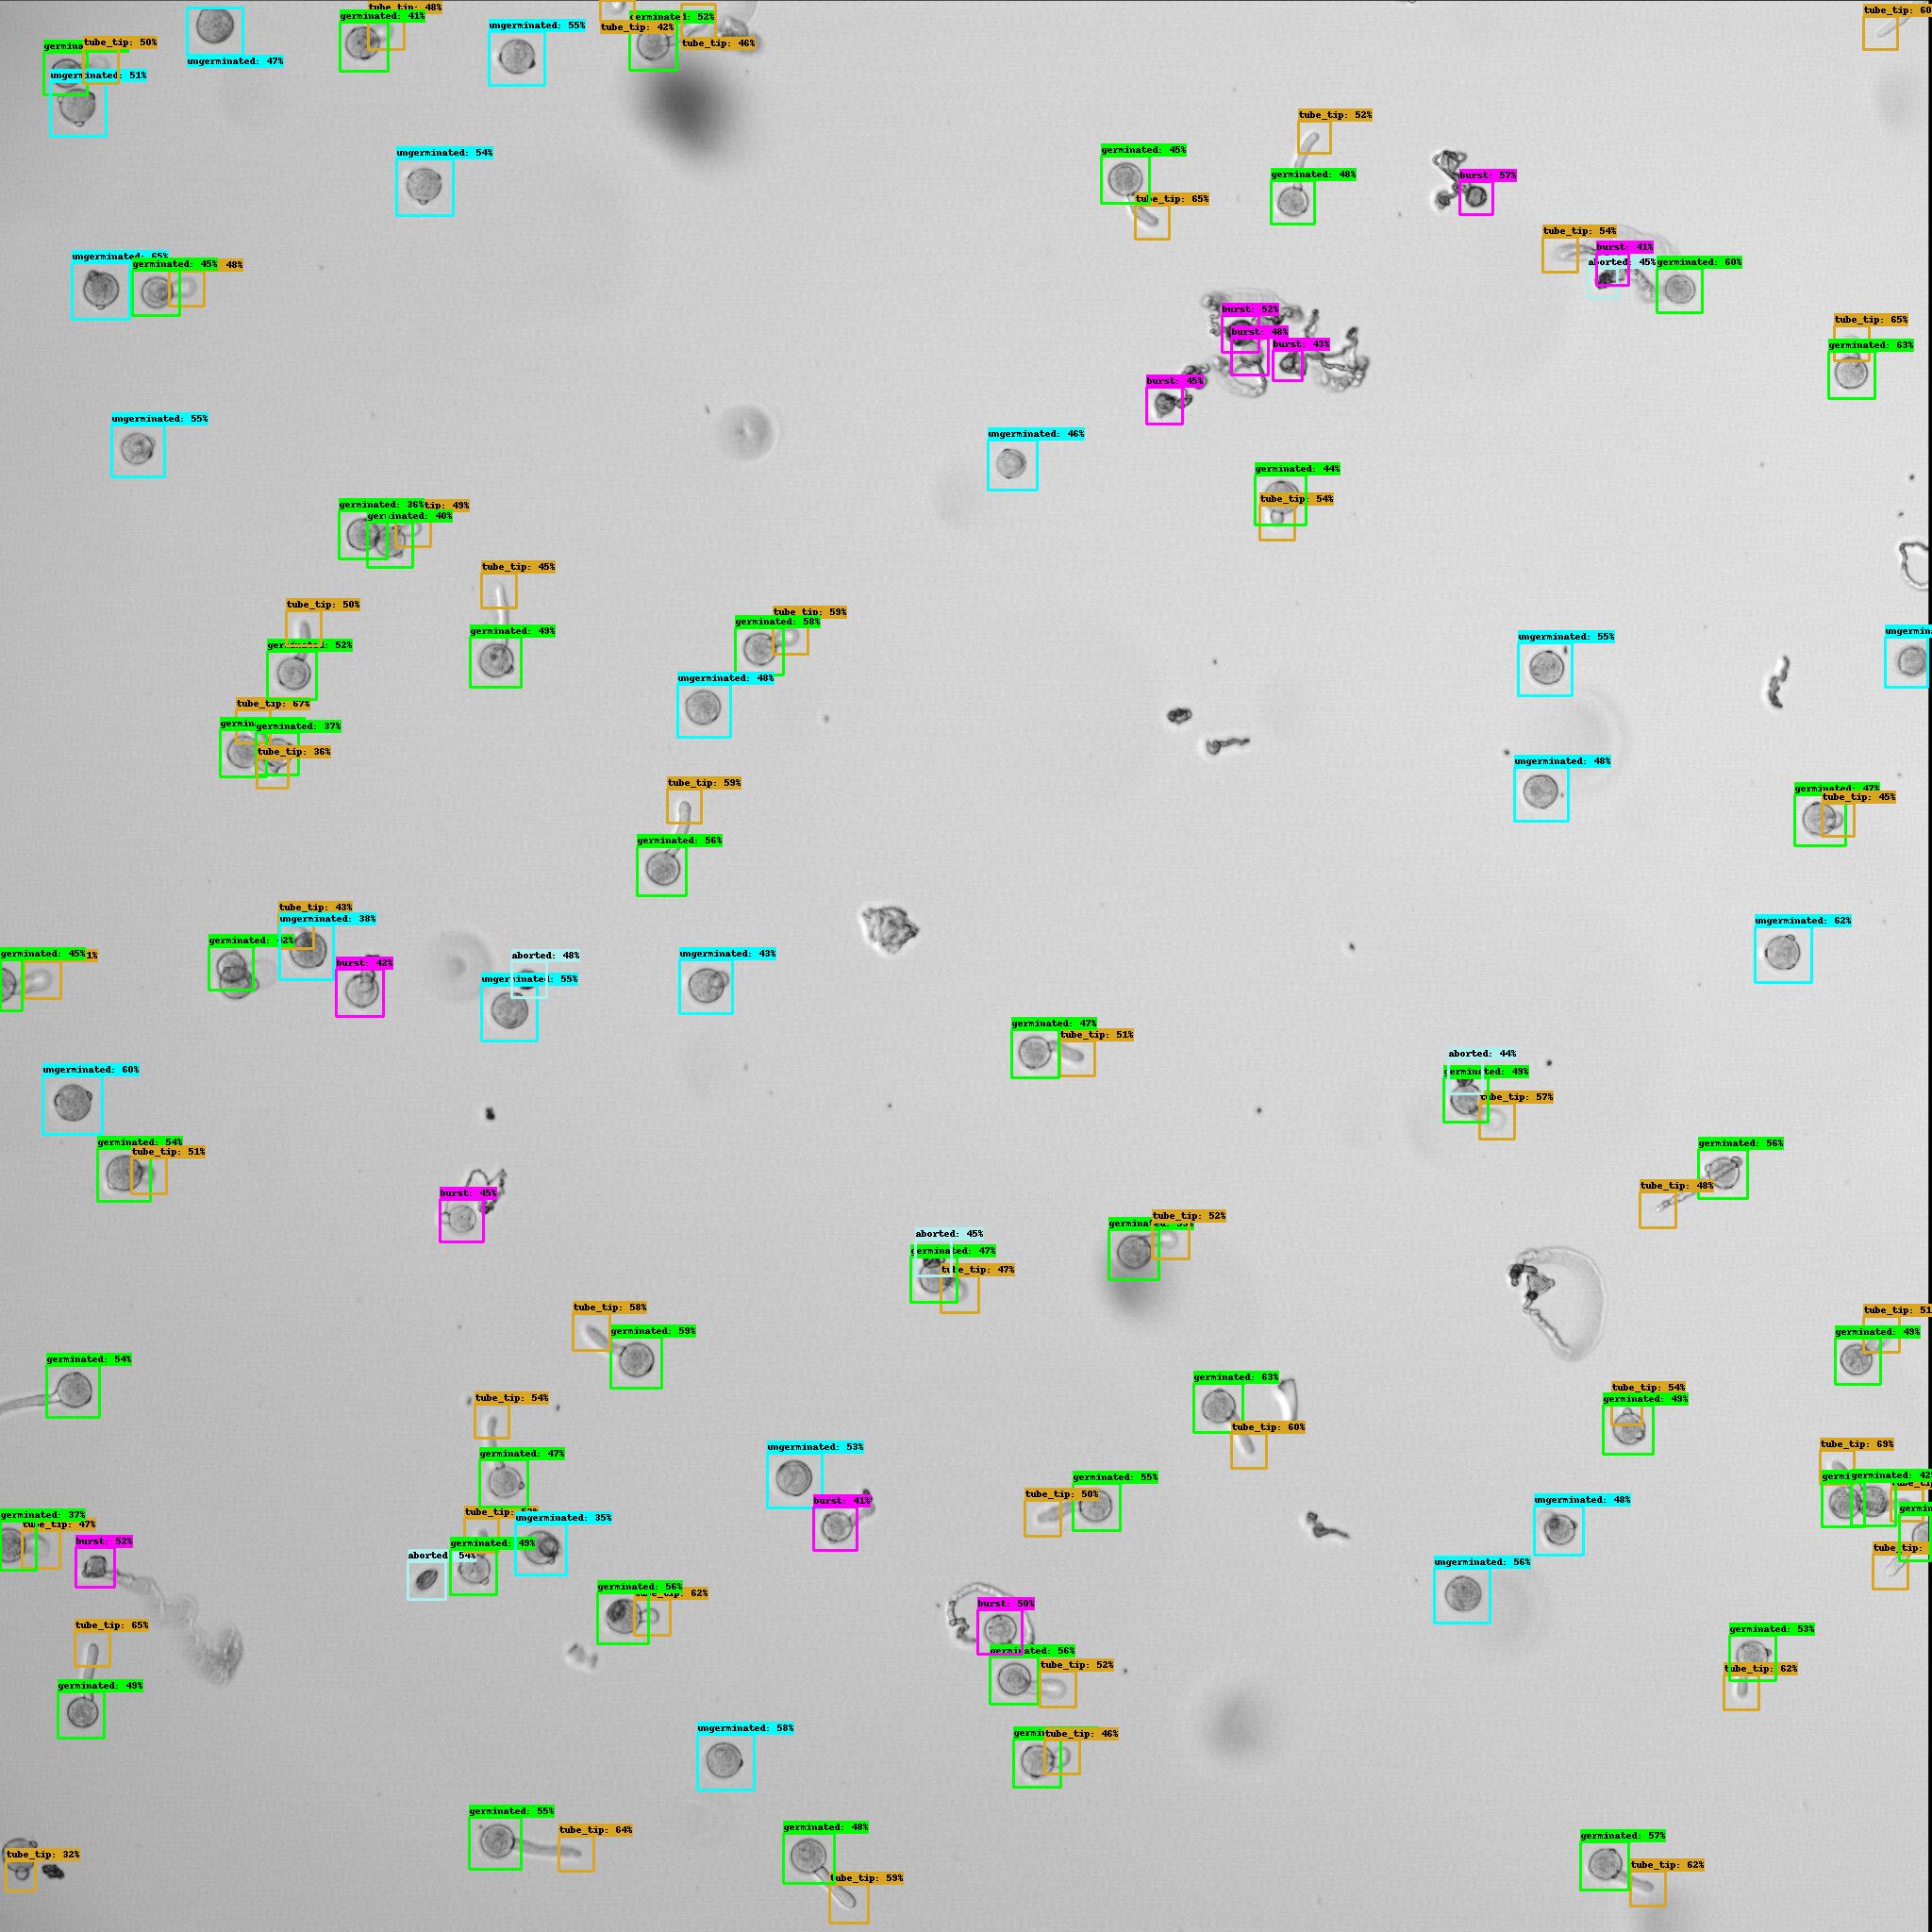 tube_tip: 48%
germinated: 41%
ungerminated: 55%
tube_tip: 42%
tube_tip: 46%
tube_tip: 50%
ungerminated: 51%
ungerminated: 47%
ungerminated: 54%
germinated: 45%
tube_tip: 65%
tube_tip: 52%
germinated: 48%
burst: 57%
tube_tip: 54%
burst: 41%
aborted: 45%
germinated: 60%
ungerminated: 65%
germinated: 45%
48%
burst: 52%
burst: 48%
burst: 43%
burst: 45%
tube_tip: 65%
germinated: 63%
ungerminated: 55%
ungerminated: 46%
germinated: 44%
tube_tip: 54%
germinated: 36%
tip: 49%
germinated: 40%
tube_tip: 45%
germinated: 49%
tube_tip: 50%
germinated: 52%
tube_tip: 59%
germinated: 58%
ungerminated: 48%
ungerminated: 55%
tube_tip: 67%
germinated: 37%
tube_tip: 36%
ungerminated: 48%
tube_tip: 59%
germinated: 56%
germinated: 47%
tube_tip: 45%
tube_tip: 43%
ungerminated: 38%
germinated: 42%
burst: 42%
germinated: 45%
aborted: 48%
ungerminated: 55%
ungerminated: 43%
ungerminated: 62%
germinated: 47%
tube_tip: 51%
aborted: 44%
germinated: 49%
tube_tip: 57%
ungerminated: 60%
germinated: 54%
tube_tip: 51%
germinated: 56%
tube_tip: 48%
burst: 45%
aborted: 45%
germinated: 47%
tube_tip: 47%
tube_tip: 52%
tube_tip: 58%
germinated: 59%
germinated: 49%
germinated: 54%
germinated: 63%
tube_tip: 60%
tube_tip: 54%
germinated: 49%
tube_tip: 54%
germinated: 47%
ungerminated: 53%
burst: 41%
germinated: 55%
tube_tip: 50%
tube_tip: 69%
ungerminated: 48%
germinated: 37%
tube_tip: 47%
burst: 52%
ungerminated: 35%
germinated: 49%
aborted: 54%
ungerminated: 56%
germinated: 56%
tube_tip: 62%
burst: 50%
germinated: 56%
tube_tip: 52%
germinated: 53%
tube_tip: 62%
tube_tip: 65%
germinated: 49%
ungerminated: 58%
tube_tip: 46%
germinated: 55%
tube_tip: 64%
germinated: 48%
tube_tip: 59%
germinated: 57%
tube_tip: 62%
tube_tip: 32%